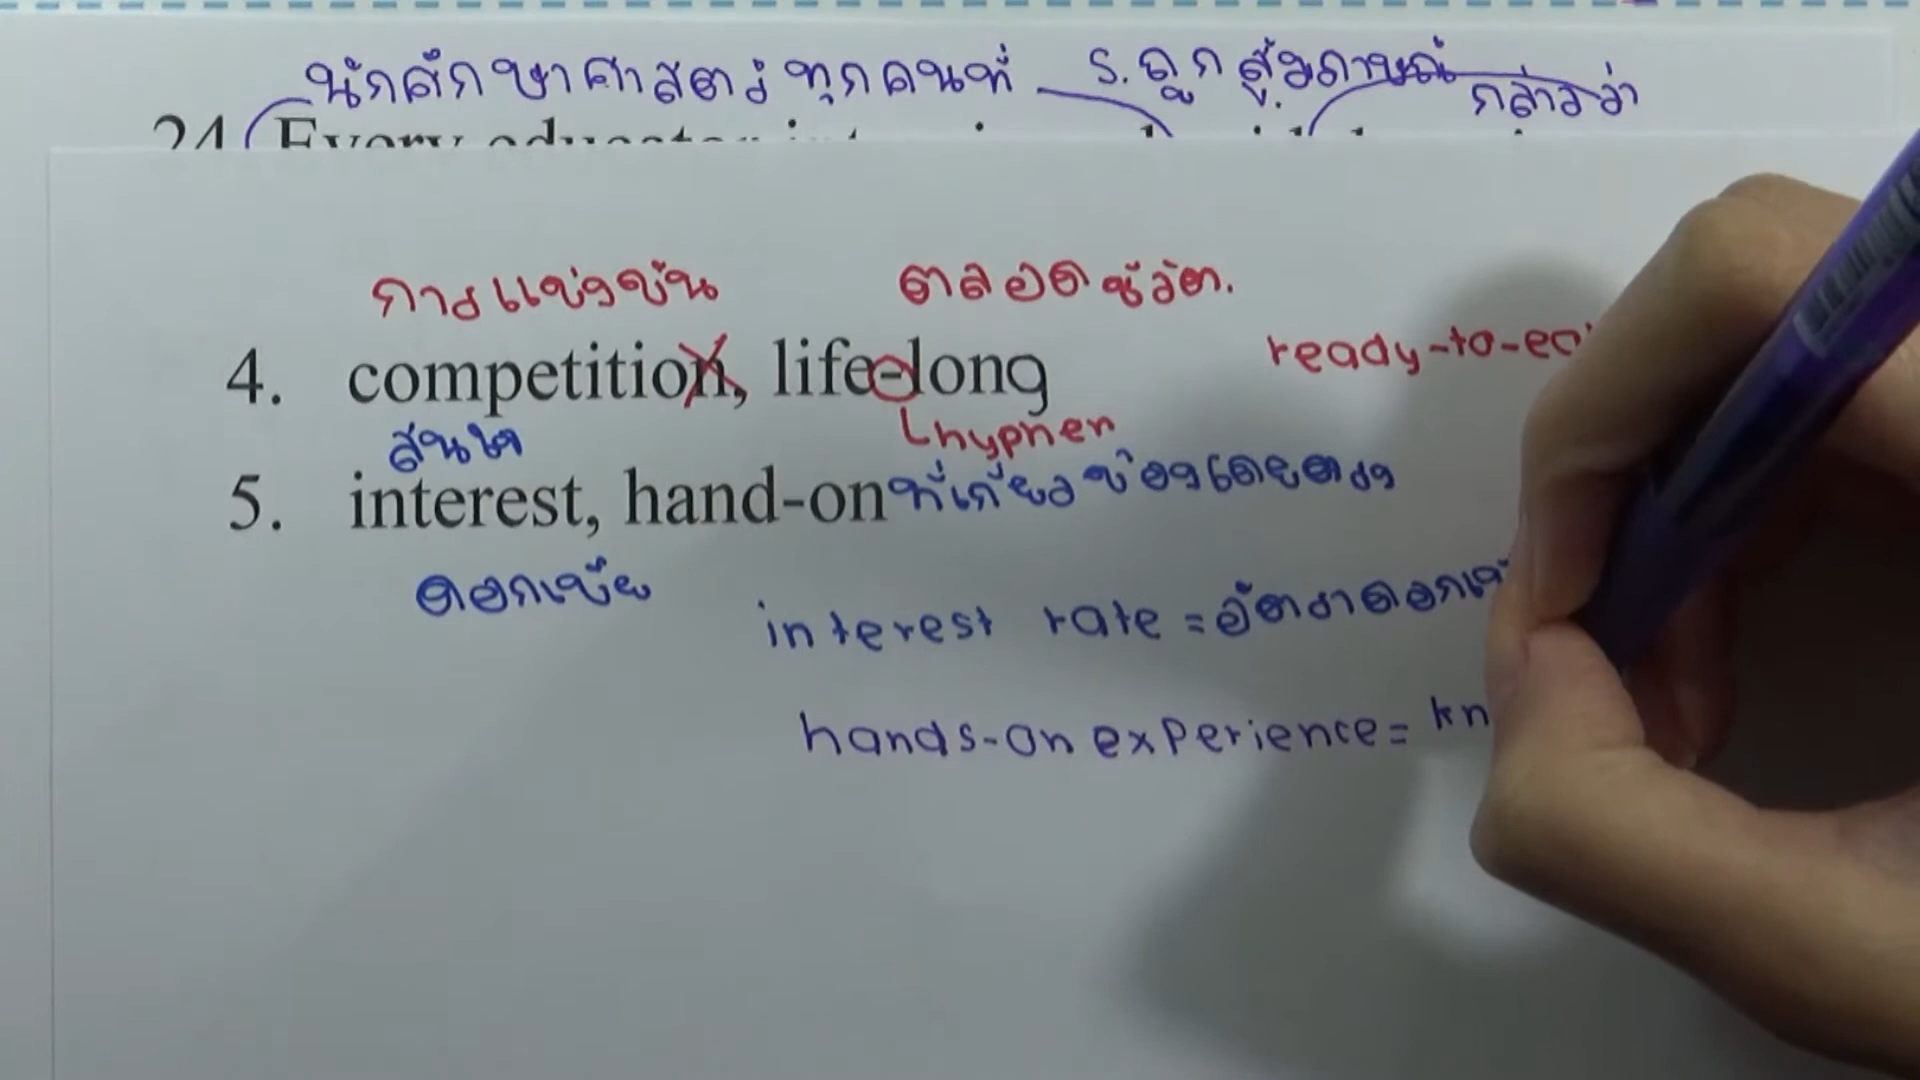 นักศึกษาศาสตร์ทุกคนที่ ร.ถูกสัมภาษณ์ กล่าวว่า
24. Every educator
การแข่งขัน ตลอดชีวิต.
4. competition, life-long ready-to-ea
hyphen
สนใจ
5. interest, hand-on ที่เกี่ยวข้องโดยตรง
ดอกเบี้ย
interest rate = อัตราดอกเบี้
hands-on experience = kn